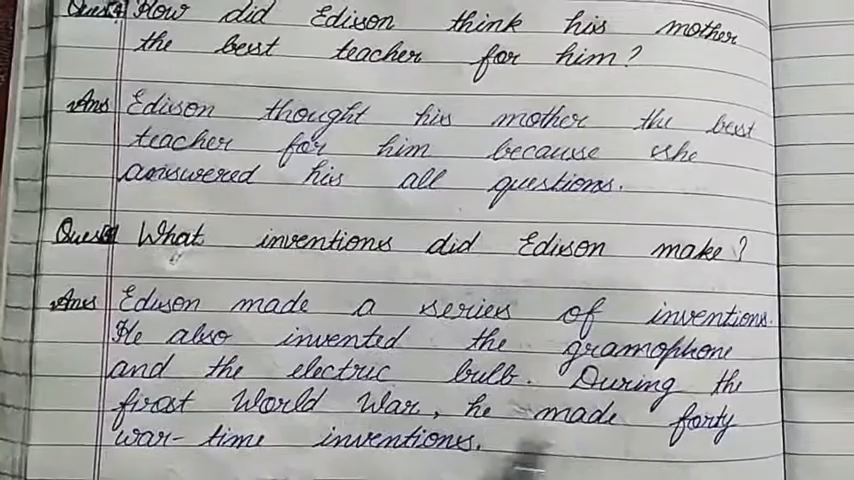 How did Edison think his mother
the best teacher for him?
Ans Edison thought his mother the best
teacher for him because she
answered his all questions.
What inventions did Edison make?
Ans Edison made a series of inventions.
He also invented the gramophone
and the electric bulb. During the
first World War, he made forty
war-time inventions.